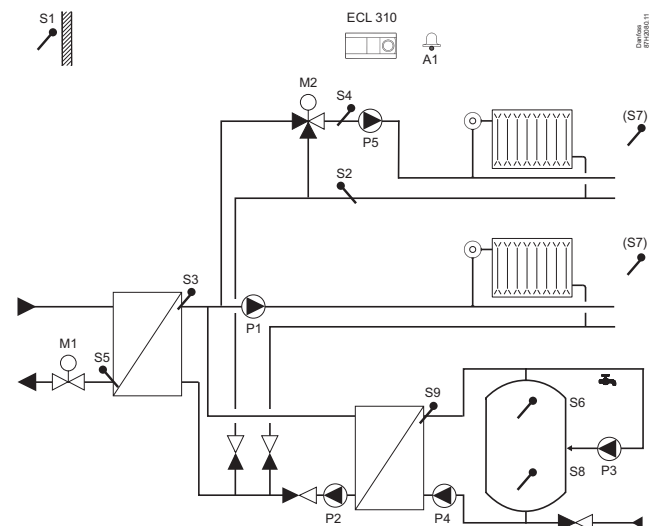 S1
ECL 310
A1
Danfoss
87H2080.11
M2
S4
P5
(S7)
S2
(S7)
S3
P1
M1
S5
S9
S6
S8
P3
P2
P4